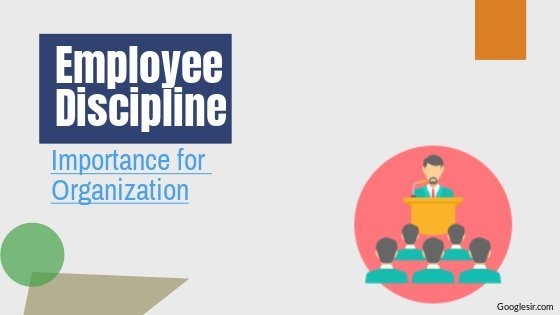 Employee
Discipline
Importance for
Organization
Googlesir.com